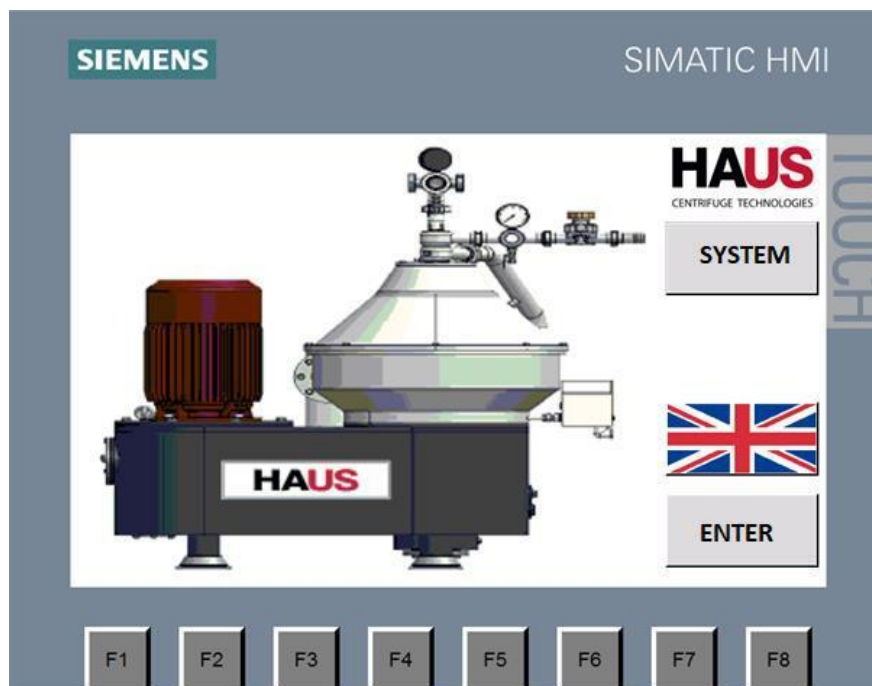 SIEMENS
SIMATIC HMI
TOUCH
HAUS
CENTRIFUGE TECHNOLOGIES
SYSTEM
HAUS
ENTER
F1 F2 F3 F4 F5 F6 F7 F8